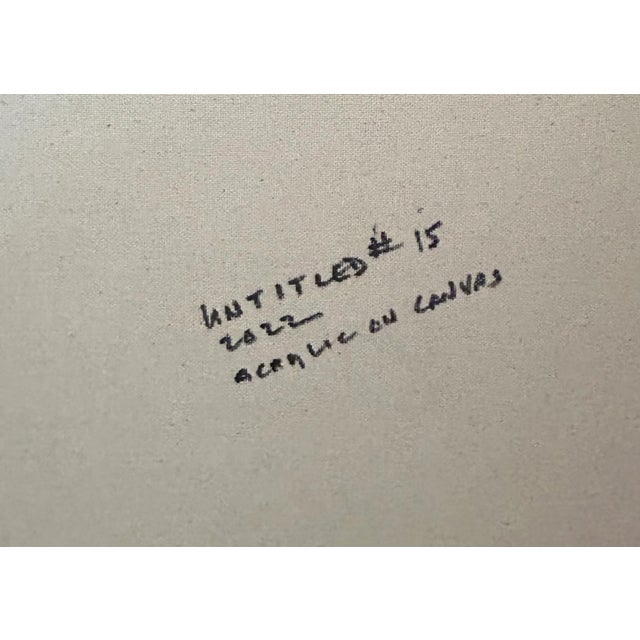 UNTITLED # 15
2022
ACRYLIC ON CANVAS